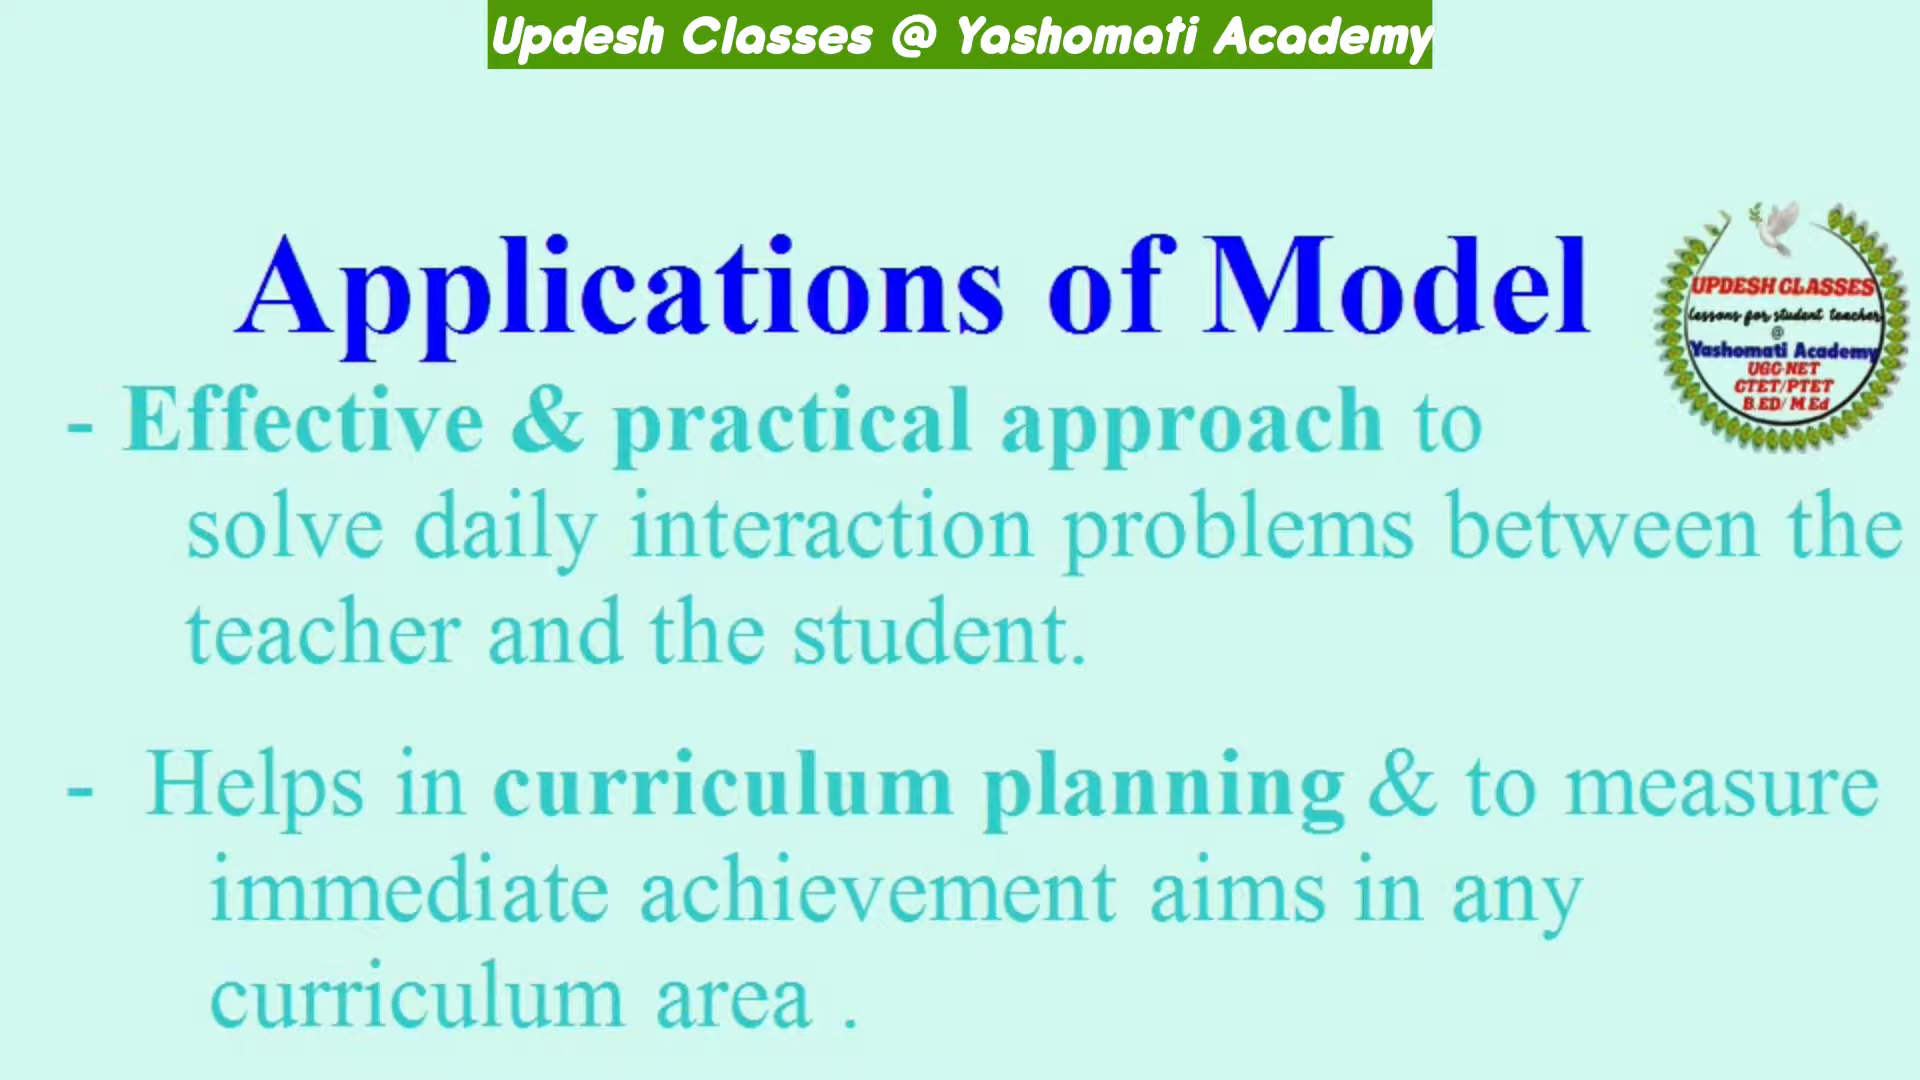 Updesh Classes @ Yashomati Academy
Applications of Model
UPDESH CLASSES
lessons for student teacher
@
Yashomati Academy
UGC-NET
CTET/PTET
B.ED/ M.Ed
- Effective & practical approach to
solve daily interaction problems between the
teacher and the student.
- Helps in curriculum planning & to measure
immediate achievement aims in any
curriculum area .